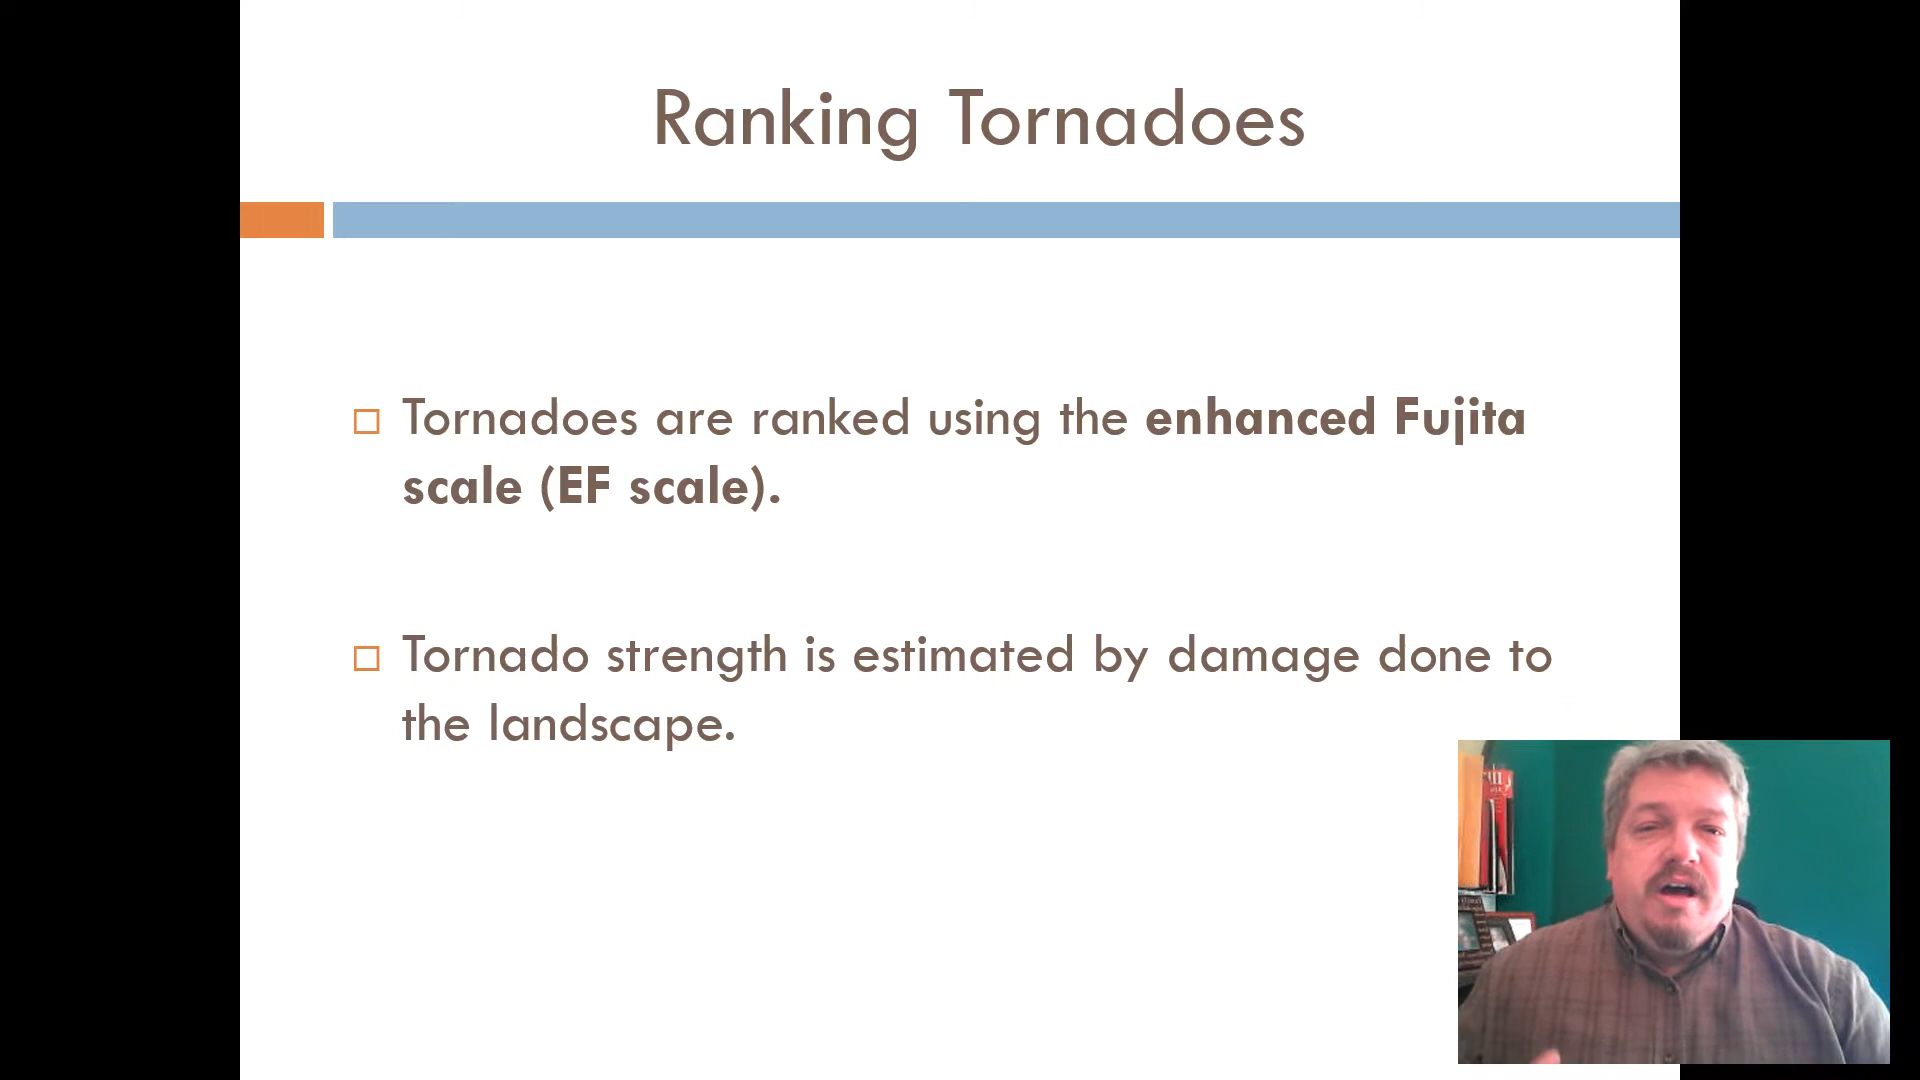 Ranking Tornadoes
Tornadoes are ranked using the enhanced Fujita
scale (EF scale).
Tornado strength is estimated by damage done to
the landscape.